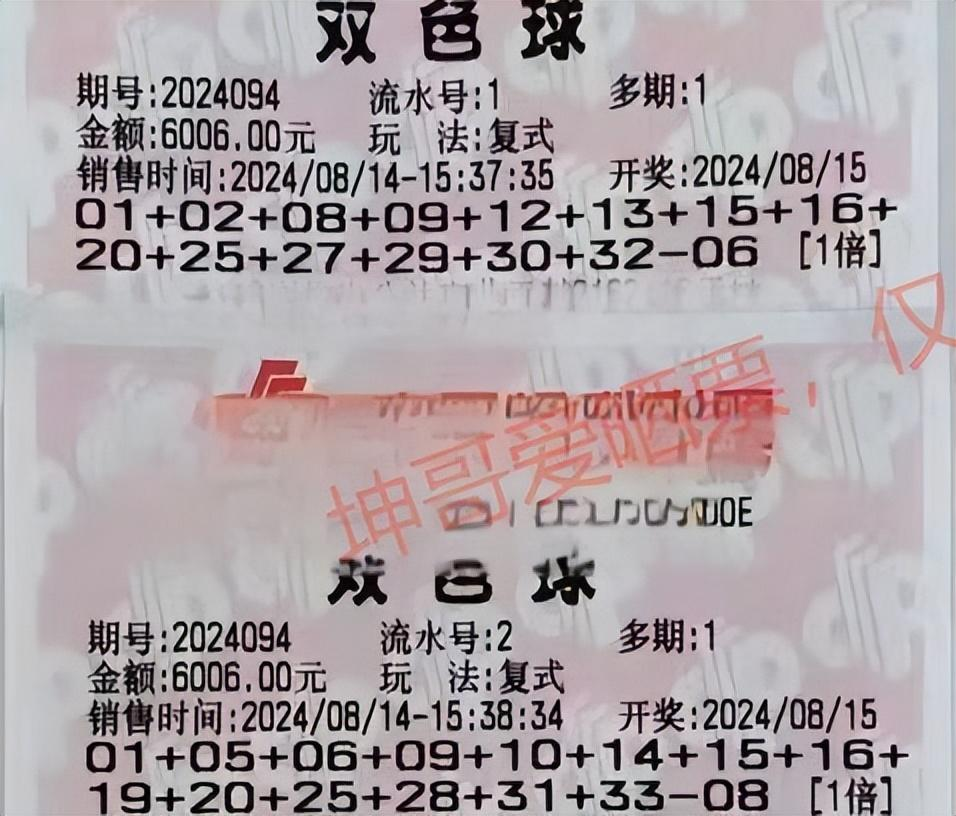 双色球
期号:2024094 流水号:1 多期:1
金额:6006.00元 玩 法:复式
销售时间:2024/08/14-15:37:35 开奖:2024/08/15
01+02+08+09+12+13+15+16+
20+25+27+29+30+32-06 [1倍]
坤哥爱晒票，仅
双色球
期号:2024094 流水号:2 多期:1
金额:6006.00元 玩 法:复式
销售时间:2024/08/14-15:38:34 开奖:2024/08/15
01+05+06+09+10+14+15+16+
19+20+25+28+31+33-08 [1倍]